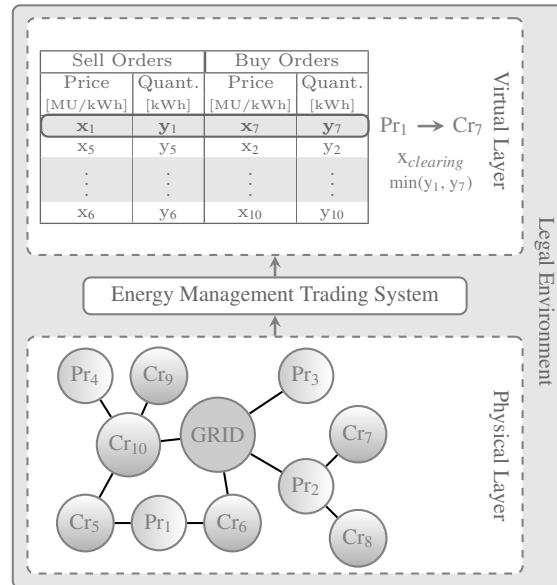 Sell Orders Buy Orders
Price Quant. Price Quant.
[MU/kWh] [kWh] [MU/kWh] [kWh]
x₁ y₁ x₇ y₇
x₅ y₅ x₂ y₂
⋮ ⋮ ⋮ ⋮
x₆ y₆ x₁₀ y₁₀
Pr₁ → Cr₇
x_clearing
min(y₁, y₇)
Virtual Layer
Energy Management Trading System
Legal Environment
Pr₄ Cr₉ Pr₃
Cr₁₀ GRID Cr₇
Pr₂
Cr₅ Pr₁ Cr₆ Cr₈
Physical Layer